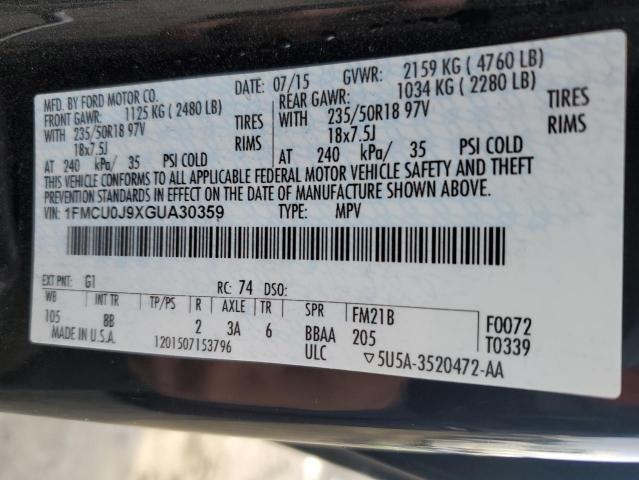 MFD. BY FORD MOTOR CO. DATE: 07/15 GVWR: 2159 KG ( 4760 LB)
FRONT GAWR: 1125 KG ( 2480 LB) REAR GAWR: 1034 KG ( 2280 LB)
WITH 235/50R18 97V TIRES WITH 235/50R18 97V TIRES
18x7.5J RIMS 18x7.5J RIMS
AT 240 kPa/ 35 PSI COLD AT 240 kPa/ 35 PSI COLD
THIS VEHICLE CONFORMS TO ALL APPLICABLE FEDERAL MOTOR VEHICLE SAFETY AND THEFT
PREVENTION STANDARDS IN EFFECT ON THE DATE OF MANUFACTURE SHOWN ABOVE.
VIN: 1FMCU0J9XGUA30359 TYPE: MPV
EXT PNT: G1 RC: 74 DSO:
WB INT TR TP/PS R AXLE TR SPR FM21B F0072
105 8B 2 3A 6 BBAA 205 T0339
MADE IN U.S.A. 1201507153796 ULC ▽5U5A-3520472-AA